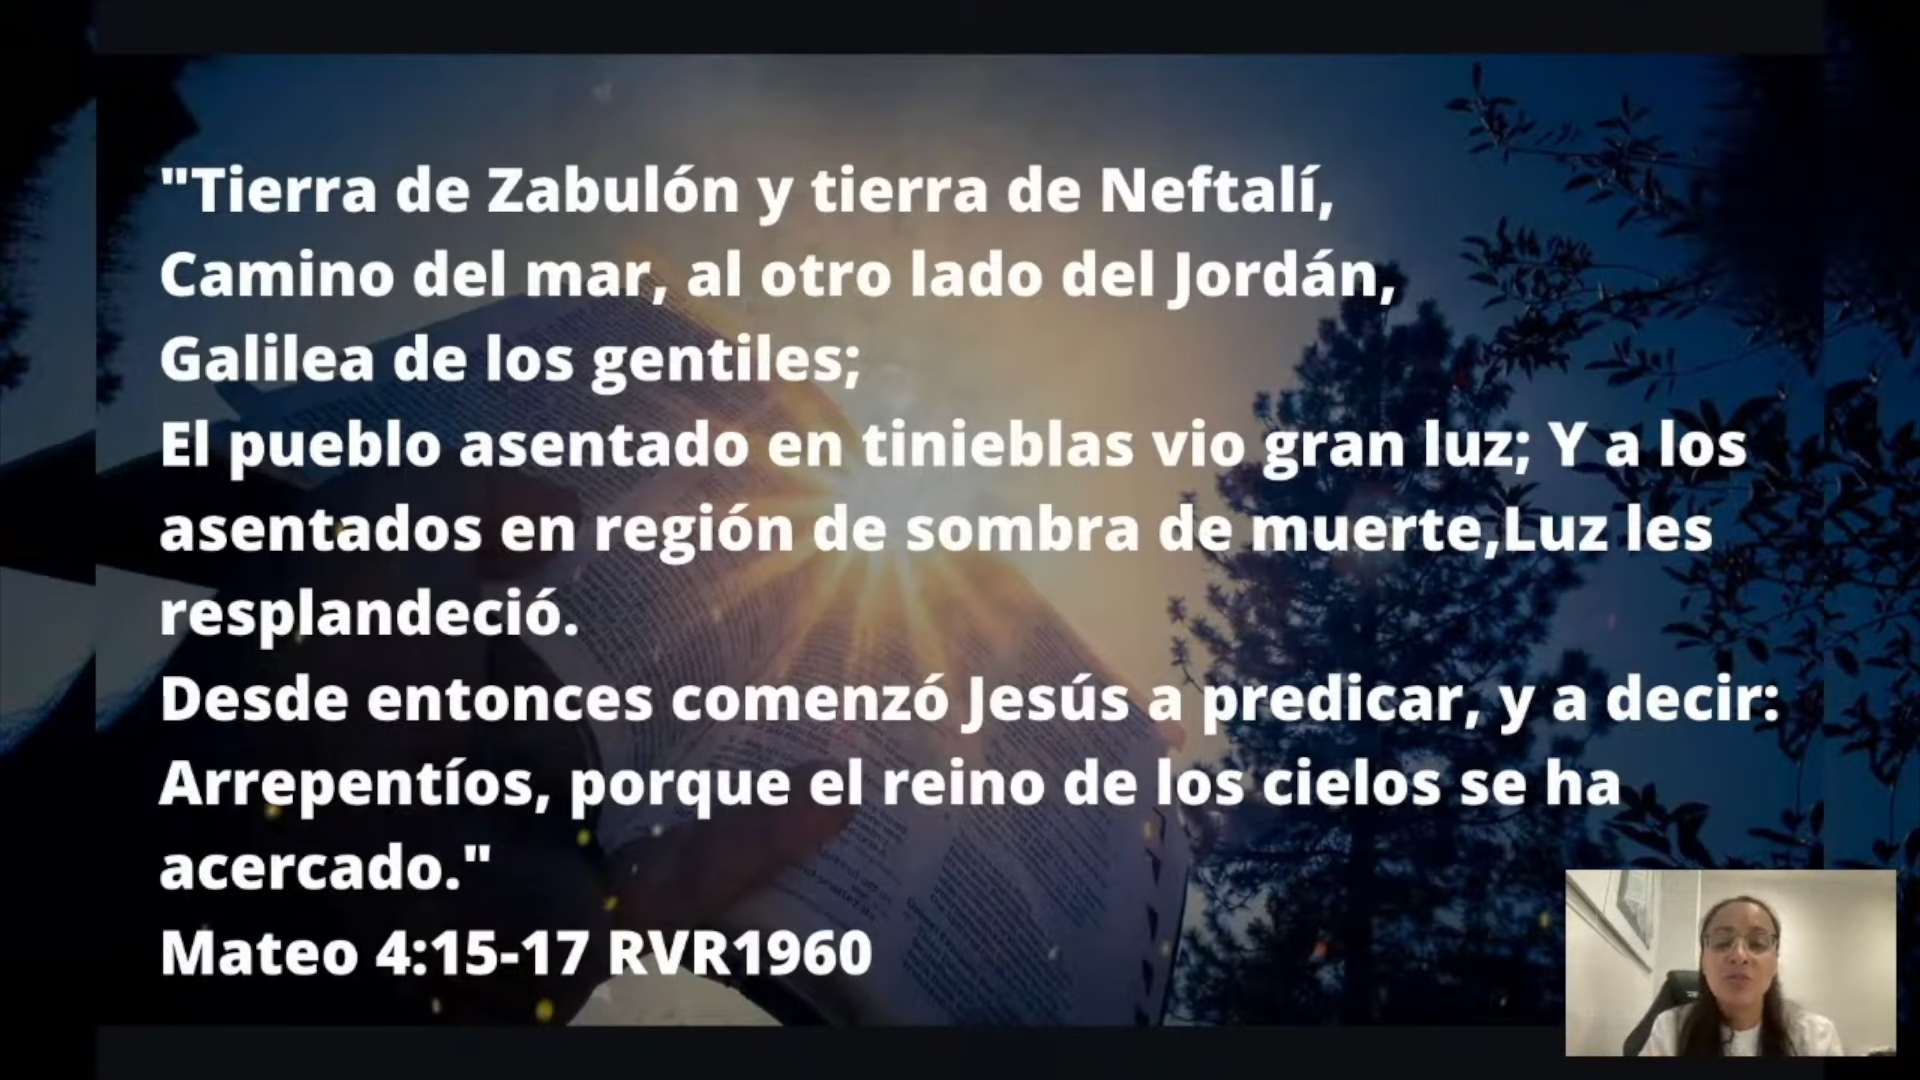 "Tierra de Zabulón y tierra de Neftalí,
Camino del mar, al otro lado del Jordán,
Galilea de los gentiles;
El pueblo asentado en tinieblas vio gran luz; Y a los
asentados en región de sombra de muerte,Luz les
resplandeció.
Desde entonces comenzó Jesús a predicar, y a decir:
Arrepentíos, porque el reino de los cielos se ha
acercado."
Mateo 4:15-17 RVR1960